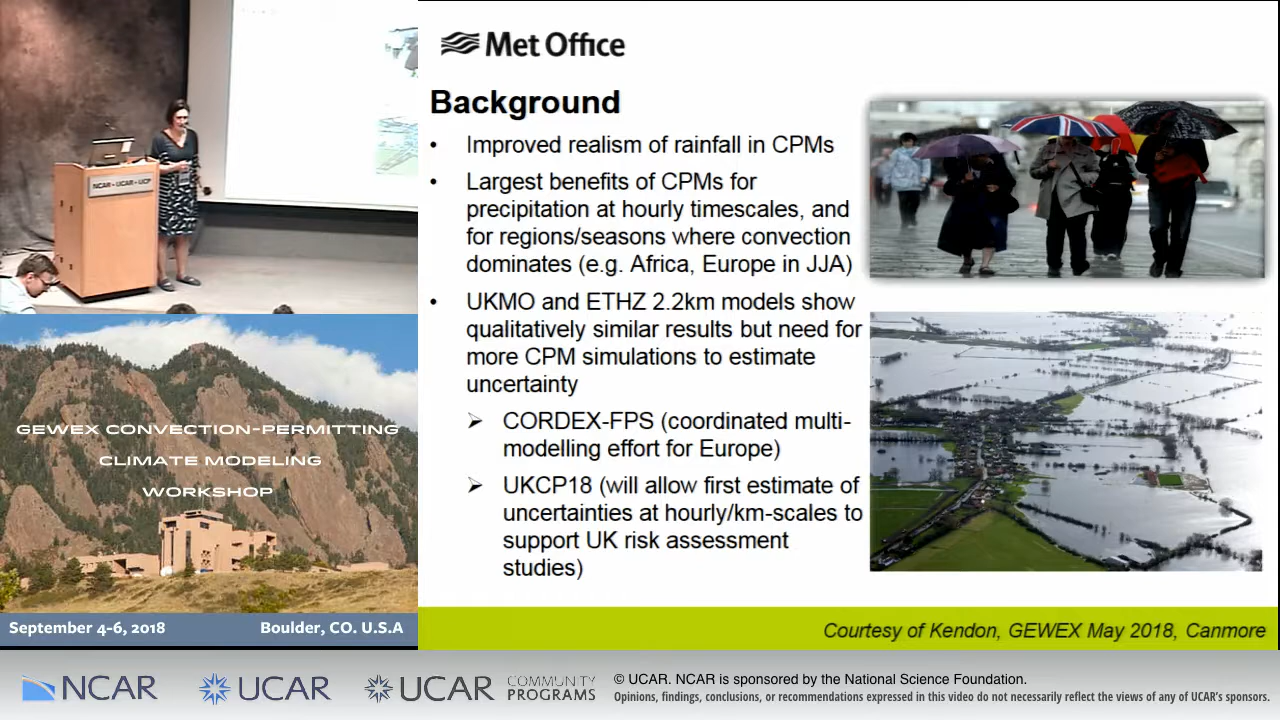 Met Office
Background
• Improved realism of rainfall in CPMs
• Largest benefits of CPMs for
precipitation at hourly timescales, and
for regions/seasons where convection
dominates (e.g. Africa, Europe in JJA)
• UKMO and ETHZ 2.2km models show
qualitatively similar results but need for
more CPM simulations to estimate
uncertainty
➢ CORDEX-FPS (coordinated multi-
modelling effort for Europe)
➢ UKCP18 (will allow first estimate of
uncertainties at hourly/km-scales to
support UK risk assessment
studies)
Courtesy of Kendon, GEWEX May 2018, Canmore
NCAR • UCAR • UCP
GEWEX CONVECTION-PERMITTING
CLIMATE MODELING
WORKSHOP
September 4-6, 2018 Boulder, CO. U.S.A
NCAR UCAR UCAR COMMUNITY
PROGRAMS
© UCAR. NCAR is sponsored by the National Science Foundation.
Opinions, findings, conclusions, or recommendations expressed in this video do not necessarily reflect the views of any of UCAR's sponsors.